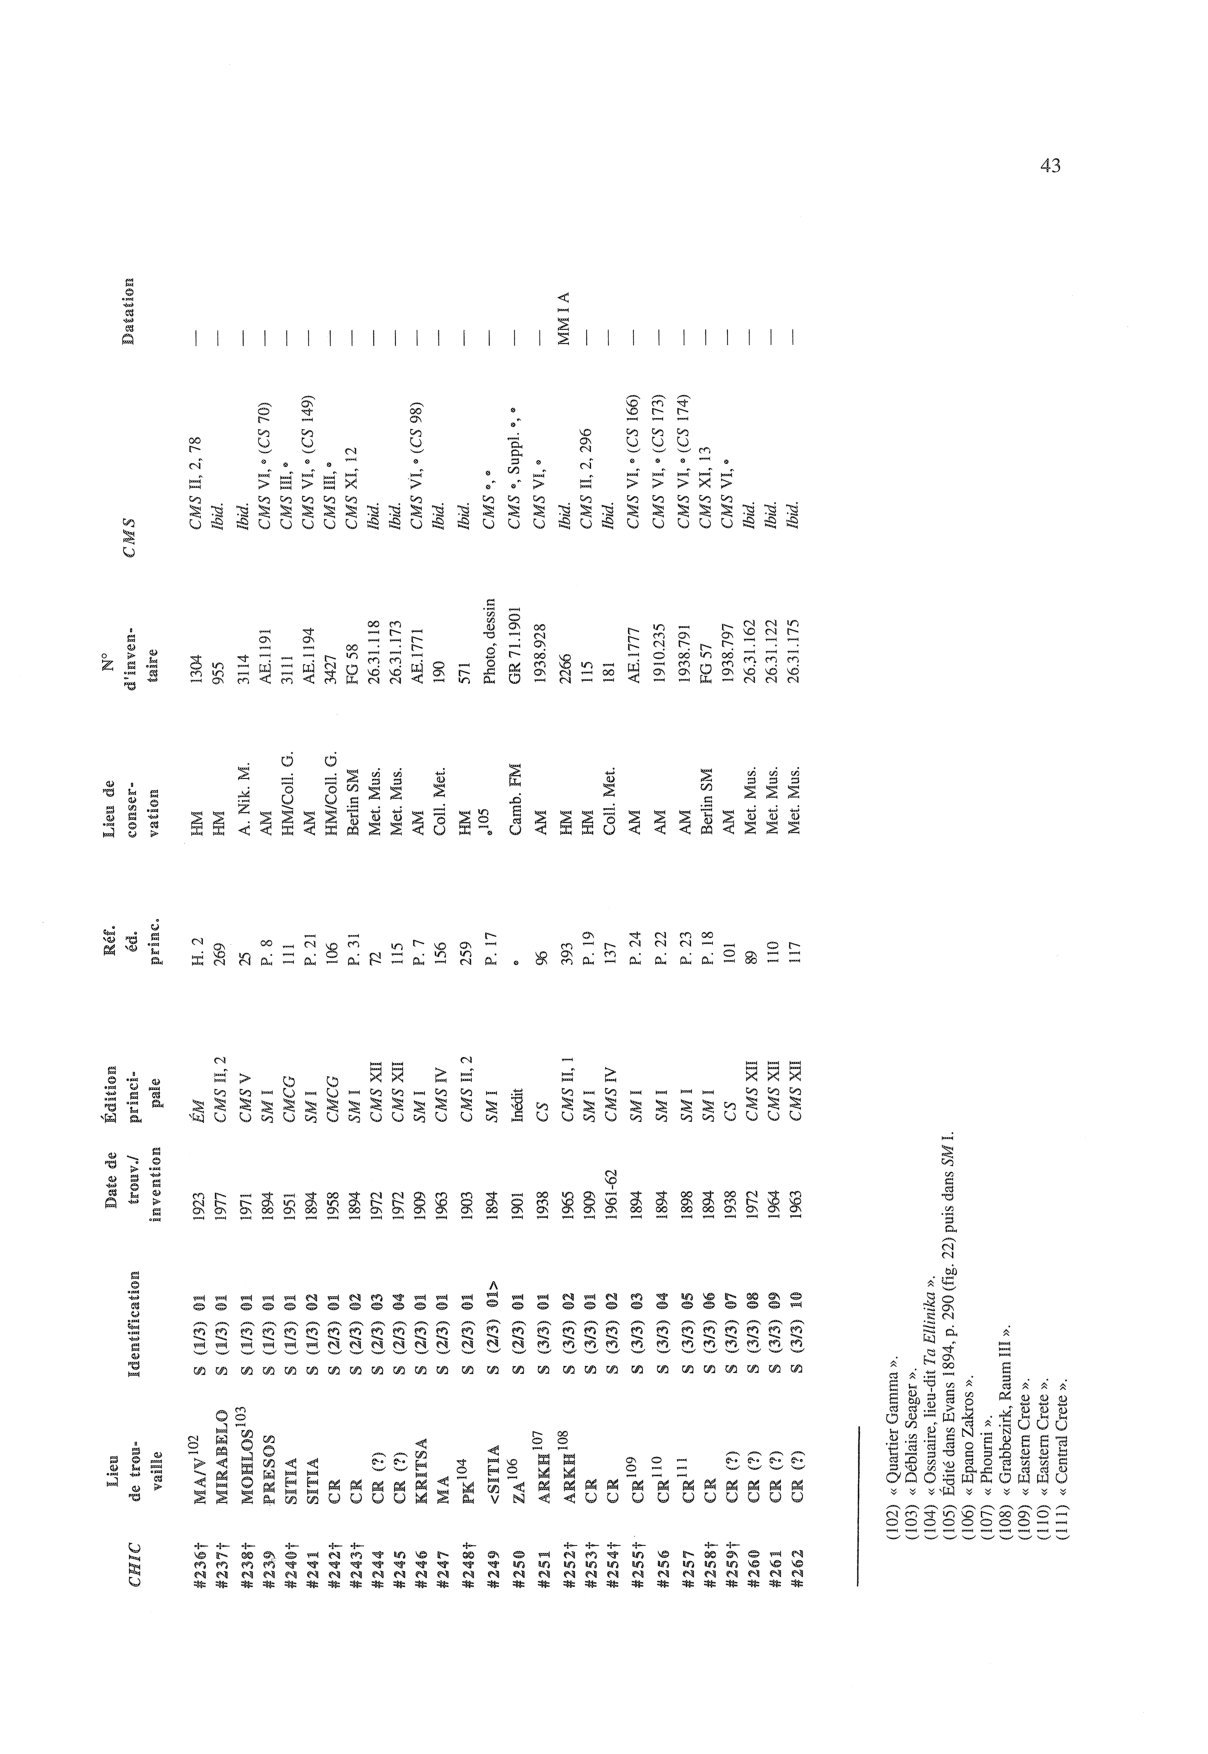 43
CHIC Lieu de trou-vaille Identification Date de trouv./invention Édition princi-pale Réf. éd. princ. Lieu de conser-vation N° d'inven-taire CMS Datation
#236† MA/V102 S (1/3) 01 1923 ÉM H. 2 HM 1304 CMS II, 2, 78 —
#237† MIRABELO S (1/3) 01 1977 CMS II, 2 269 HM 955 Ibid. —
#238† MOHLOS103 S (1/3) 01 1971 CMS V 25 A. Nik. M. 3114 Ibid. —
#239 PRESOS S (1/3) 01 1894 SM I P. 8 AM AE.1191 CMS VI, ° (CS 70) —
#240† SITIA S (1/3) 01 1951 CMCG 111 HM/Coll. G. 3111 CMS III, ° —
#241 SITIA S (1/3) 02 1894 SM I P. 21 AM AE.1194 CMS VI, ° (CS 149) —
#242† CR S (2/3) 01 1958 CMCG 106 HM/Coll. G. 3427 CMS III, ° —
#243† CR S (2/3) 02 1894 SM I P. 31 Berlin SM FG 58 CMS XI, 12 —
#244 CR (?) S (2/3) 03 1972 CMS XII 72 Met. Mus. 26.31.118 Ibid. —
#245 CR (?) S (2/3) 04 1972 CMS XII 115 Met. Mus. 26.31.173 Ibid. —
#246 KRITSA S (2/3) 01 1909 SM I P. 7 AM AE.1771 CMS VI, ° (CS 98) —
#247 MA S (2/3) 01 1963 CMS IV 156 Coll. Met. 190 Ibid. —
#248† PK104 S (2/3) 01 1903 CMS II, 2 259 HM 571 Ibid. —
#249 <SITIA S (2/3) 01> 1894 SM I P. 17 °105 Photo, dessin CMS °, ° —
#250 ZA106 S (2/3) 01 1901 Inédit ° Camb. FM GR 71.1901 CMS °, Suppl. °, ° —
#251 ARKH107 S (3/3) 01 1938 CS 96 AM 1938.928 CMS VI, ° —
#252† ARKH108 S (3/3) 02 1965 CMS II, 1 393 HM 2266 Ibid. MM I A
#253† CR S (3/3) 01 1909 SM I P. 19 HM 115 CMS II, 2, 296 —
#254† CR S (3/3) 02 1961-62 CMS IV 137 Coll. Met. 181 Ibid. —
#255† CR109 S (3/3) 03 1894 SM I P. 24 AM AE.1777 CMS VI, ° (CS 166) —
#256 CR110 S (3/3) 04 1894 SM I P. 22 AM 1910.235 CMS VI, ° (CS 173) —
#257 CR111 S (3/3) 05 1898 SM I P. 23 AM 1938.791 CMS VI, ° (CS 174) —
#258† CR S (3/3) 06 1894 SM I P. 18 Berlin SM FG 57 CMS XI, 13 —
#259† CR (?) S (3/3) 07 1938 CS 101 AM 1938.797 CMS VI, ° —
#260 CR (?) S (3/3) 08 1972 CMS XII 89 Met. Mus. 26.31.162 Ibid. —
#261 CR (?) S (3/3) 09 1964 CMS XII 110 Met. Mus. 26.31.122 Ibid. —
#262 CR (?) S (3/3) 10 1963 CMS XII 117 Met. Mus. 26.31.175 Ibid. —
(102) « Quartier Gamma ».
(103) « Déblais Seager ».
(104) « Ossuaire, lieu-dit Ta Ellinika ».
(105) Édité dans Evans 1894, p. 290 (fig. 22) puis dans SM I.
(106) « Epano Zakros ».
(107) « Phourni ».
(108) « Grabbezirk, Raum III ».
(109) « Eastern Crete ».
(110) « Eastern Crete ».
(111) « Central Crete ».